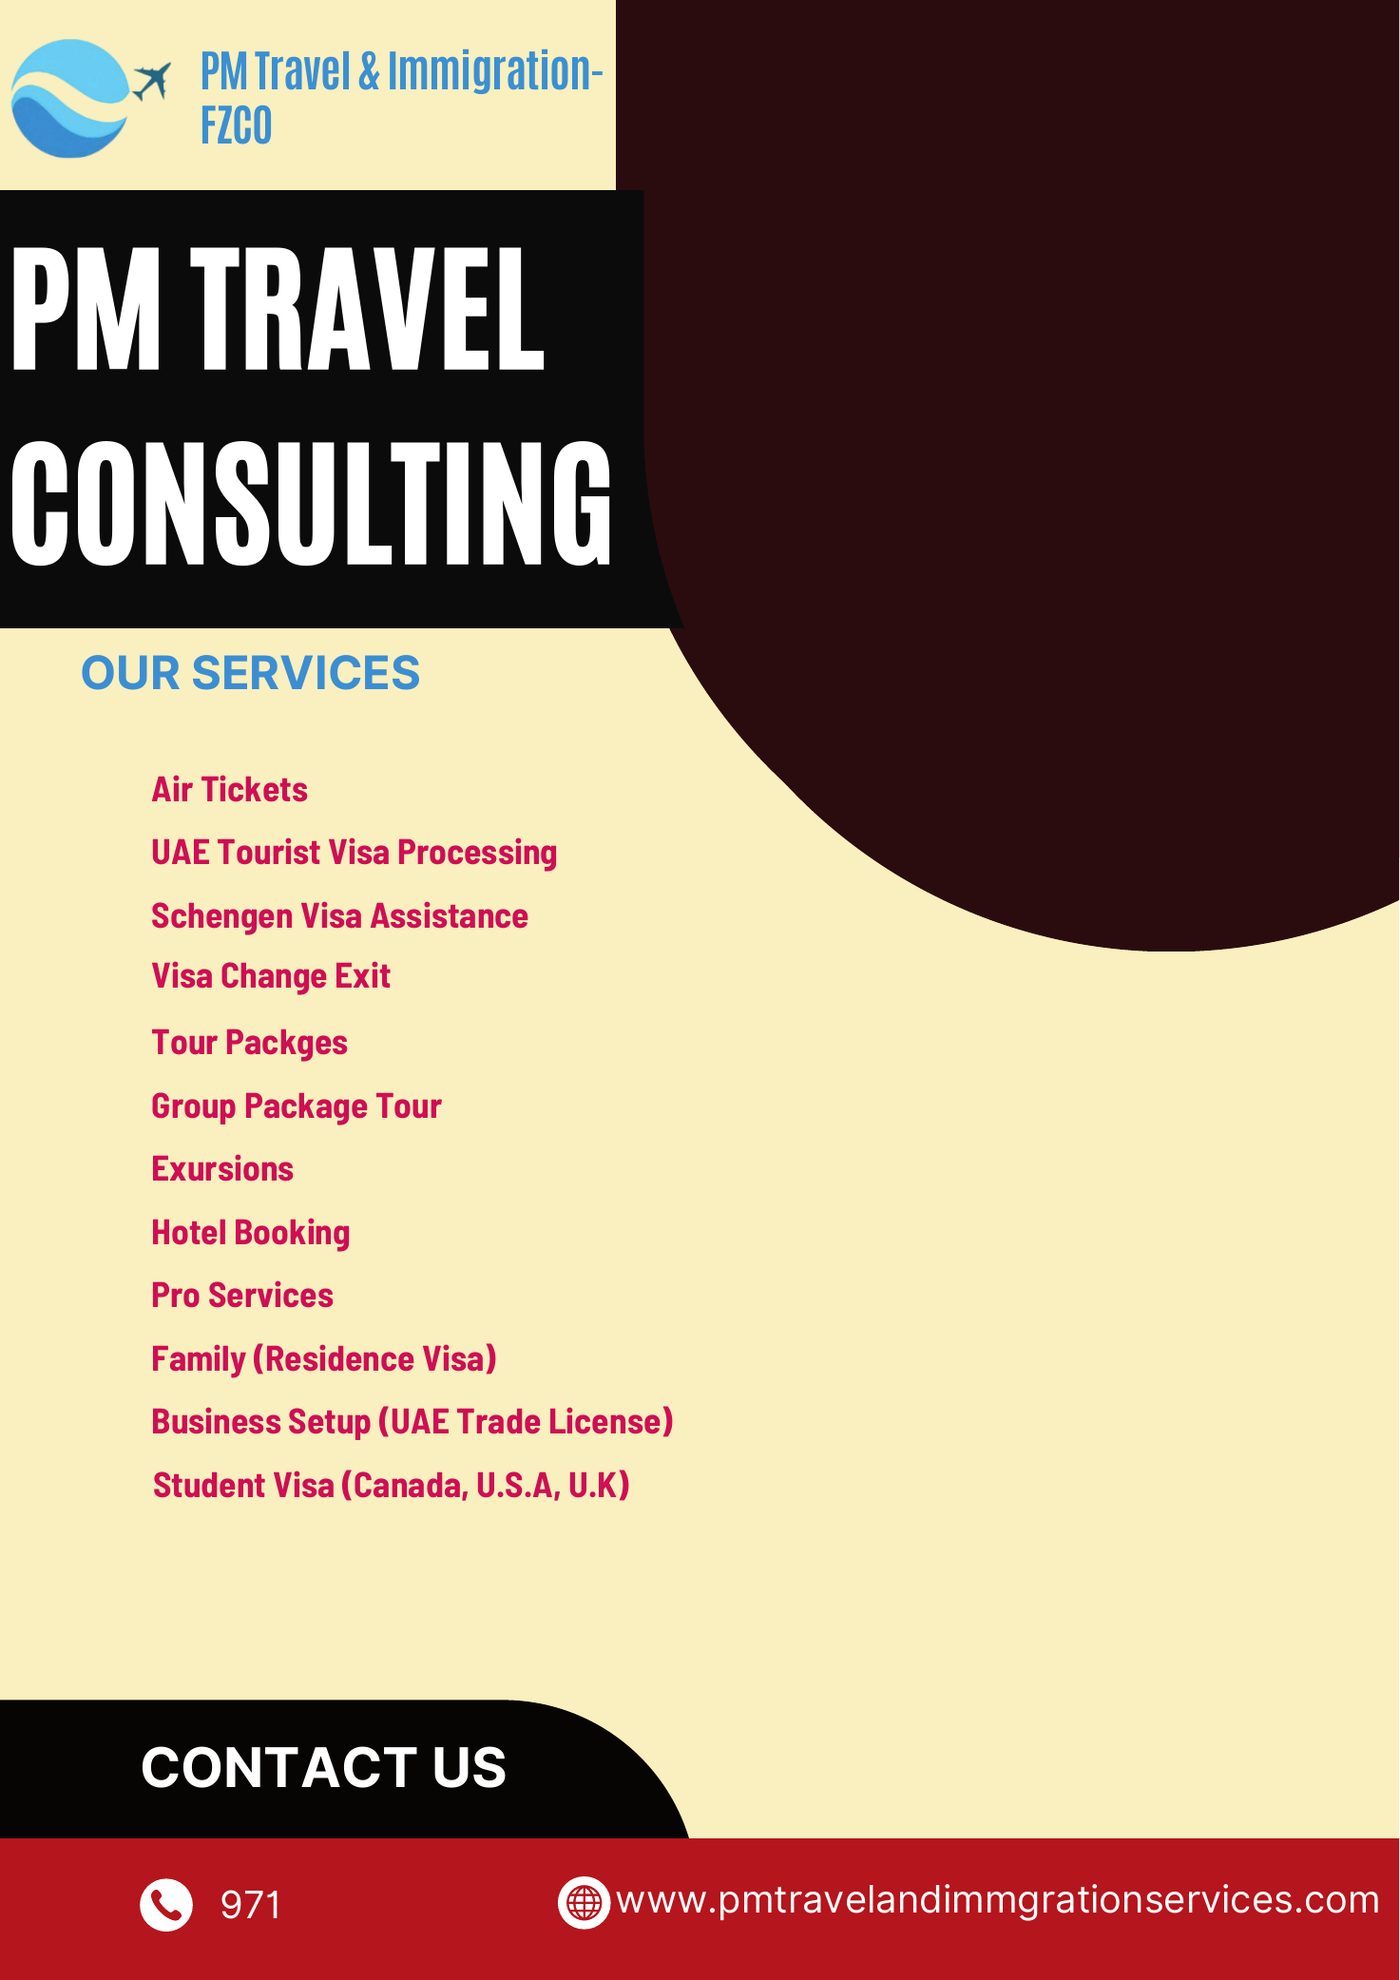 PM Travel & Immigration-
FZCO
PM TRAVEL
CONSULTING
OUR SERVICES
Air Tickets
UAE Tourist Visa Processing
Schengen Visa Assistance
Visa Change Exit
Tour Packges
Group Package Tour
Exursions
Hotel Booking
Pro Services
Family (Residence Visa)
Business Setup (UAE Trade License)
Student Visa (Canada, U.S.A, U.K)
CONTACT US
971
www.pmtravelandimmgrationservices.com